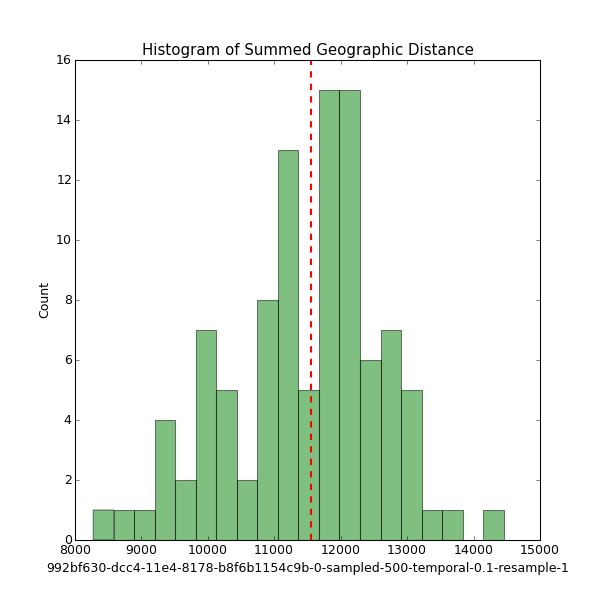 Histogram of Summed Geographic Distance
16
14
12
10
8
6
4
2
0
Count
8000 9000 10000 11000 12000 13000 14000 15000
992bf630-dcc4-11e4-8178-b8f6b1154c9b-0-sampled-500-temporal-0.1-resample-1